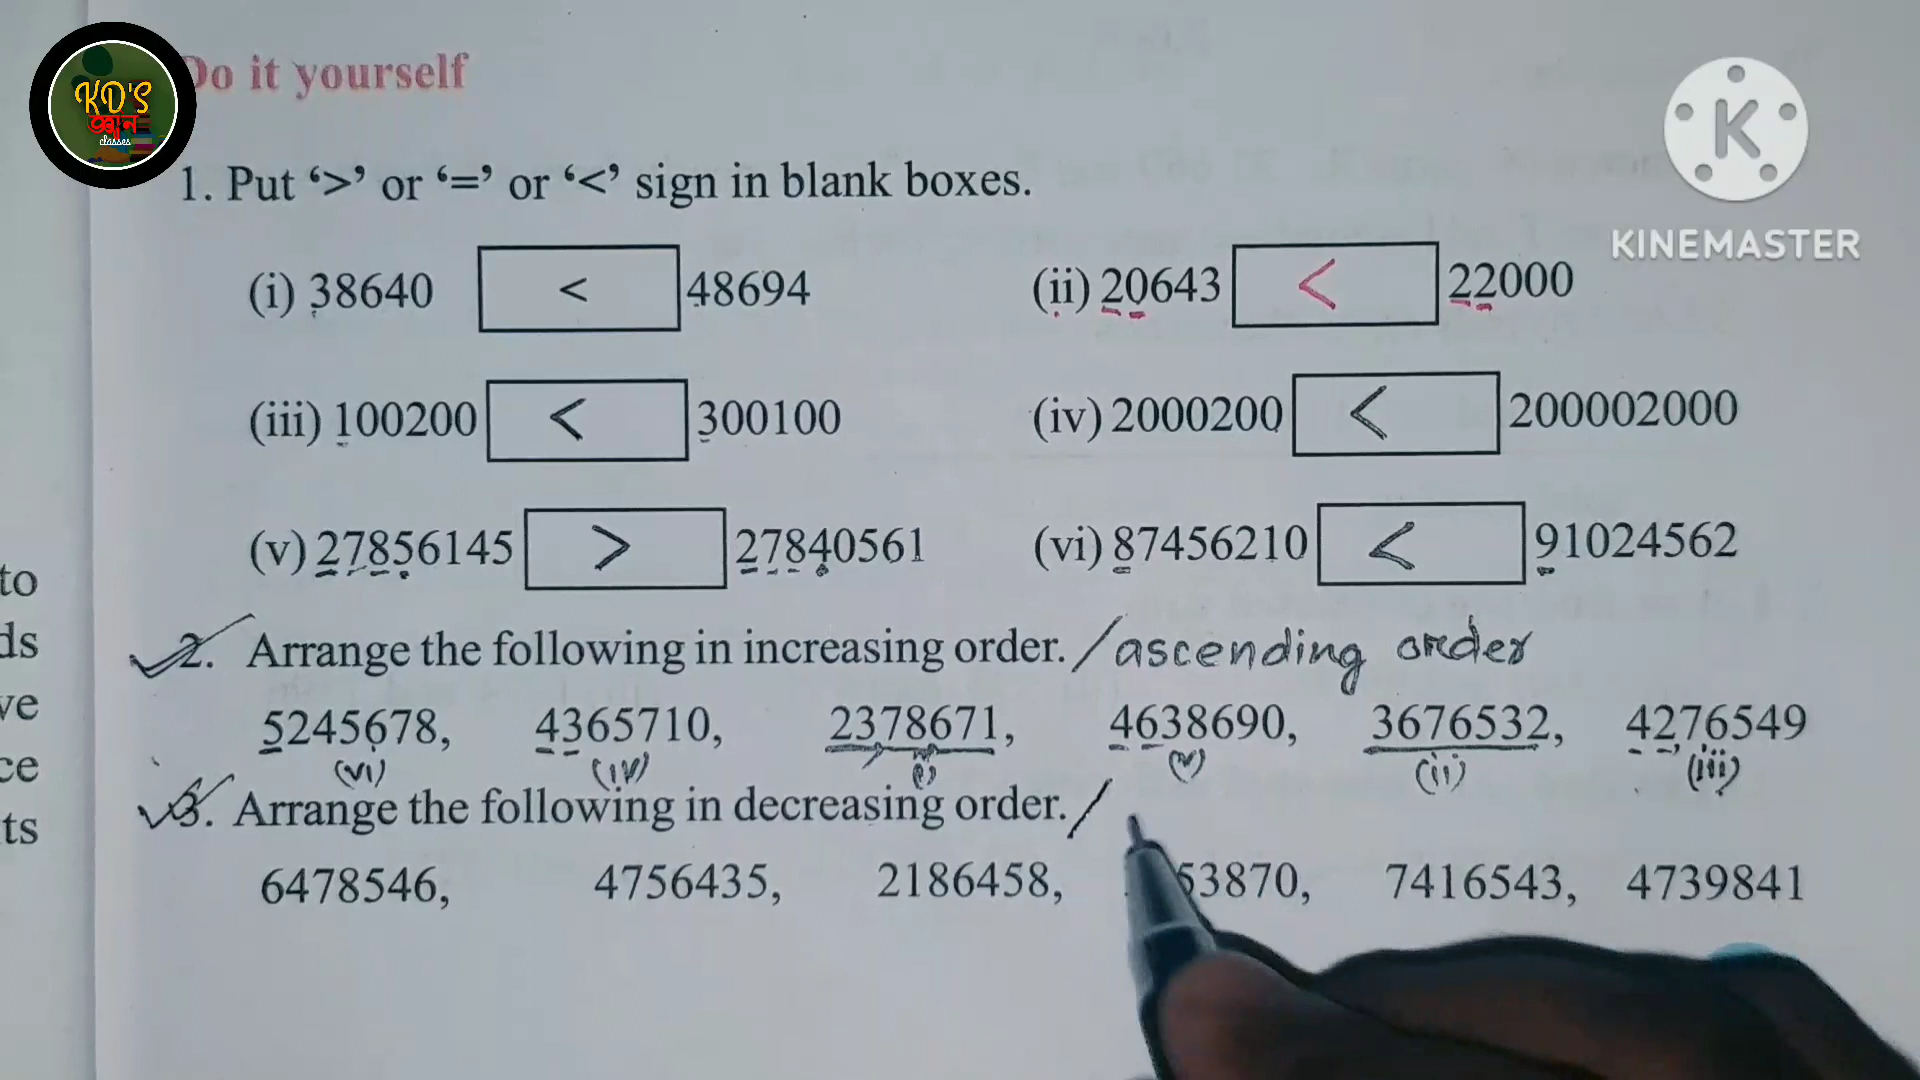 KD'S
জ্ঞান
classes
Do it yourself
K
KINEMASTER
1. Put ‘>’ or ‘=’ or ‘<’ sign in blank boxes.
(i) 38640 < 48694 (ii) 20643 < 22000
(iii) 100200 < 300100 (iv) 2000200 < 200002000
(v) 27856145 > 27840561 (vi) 87456210 < 91024562
to
ds
ve
ce
ts
2. Arrange the following in increasing order. / ascending order
5245678, 4365710, 2378671, 4638690, 3676532, 4276549
(vi) (iv) (i) (v) (ii) (iii)
3. Arrange the following in decreasing order. /
6478546, 4756435, 2186458, 53870, 7416543, 4739841